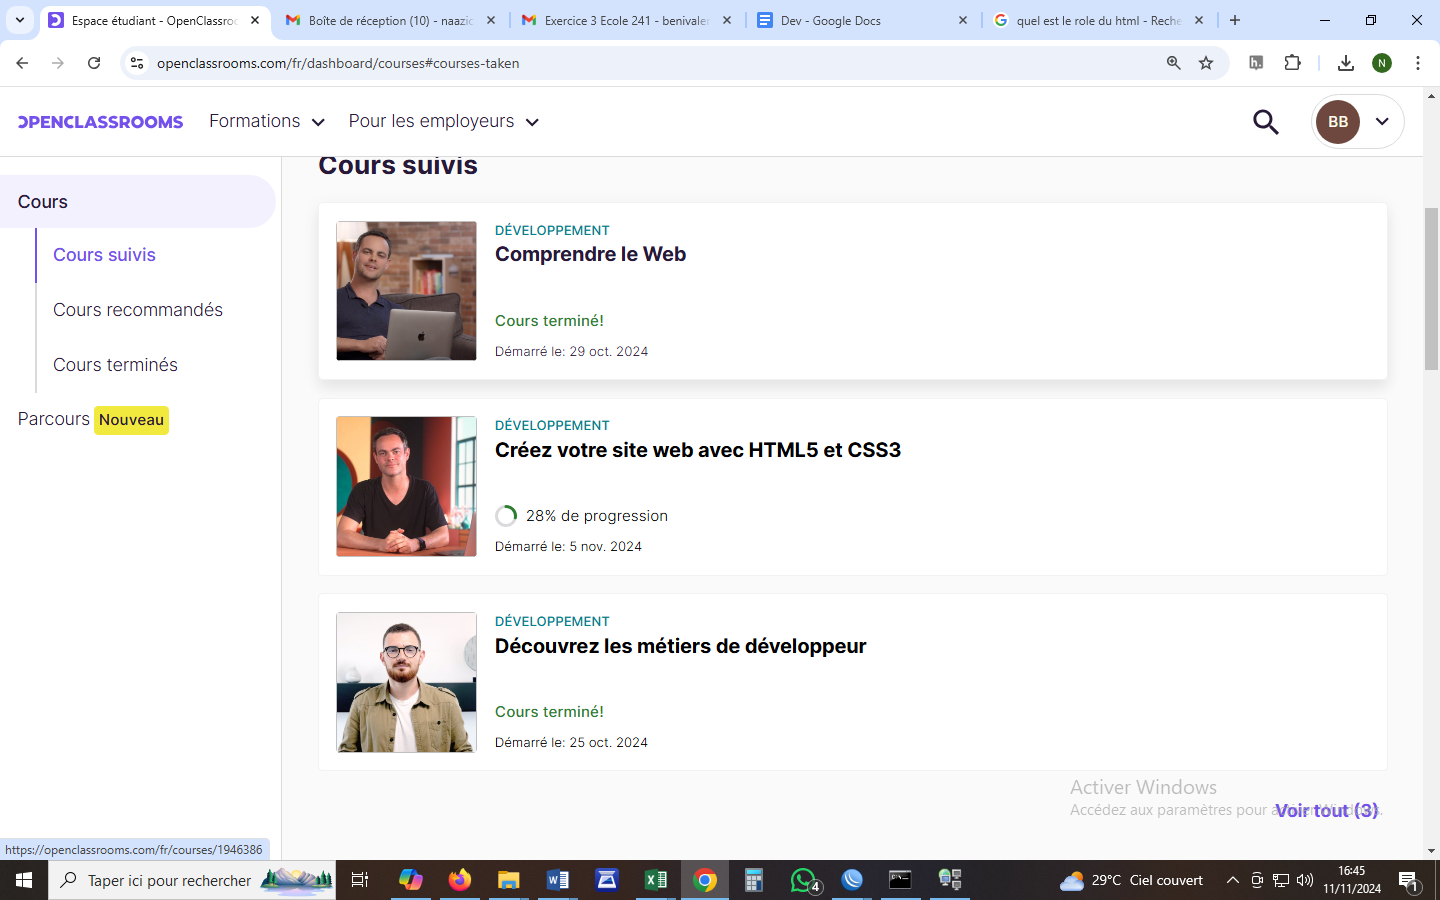 Espace étudiant - OpenClassroo
Boîte de réception (10) - naazic
Exercice 3 Ecole 241 - benivaler
Dev - Google Docs
quel est le role du html - Reche
openclassrooms.com/fr/dashboard/courses#courses-taken
N
OPENCLASSROOMS
Formations
Pour les employeurs
BB
Cours
Cours suivis
Cours recommandés
Cours terminés
Parcours Nouveau
Cours suivis
DÉVELOPPEMENT
Comprendre le Web
Cours terminé!
Démarré le: 29 oct. 2024
DÉVELOPPEMENT
Créez votre site web avec HTML5 et CSS3
28% de progression
Démarré le: 5 nov. 2024
DÉVELOPPEMENT
Découvrez les métiers de développeur
Cours terminé!
Démarré le: 25 oct. 2024
Voir tout (3)
Activer Windows
Accédez aux paramètres pour activer Windows.
https://openclassrooms.com/fr/courses/1946386
Taper ici pour rechercher
4
29°C Ciel couvert
16:45
11/11/2024
1